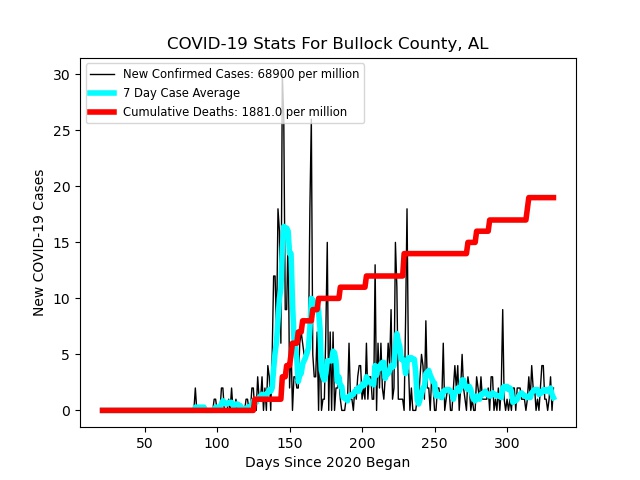 COVID-19 Stats For Bullock County, AL
New Confirmed Cases: 68900 per million
7 Day Case Average
Cumulative Deaths: 1881.0 per million
New COVID-19 Cases
30
25
20
15
10
5
0
50 100 150 200 250 300
Days Since 2020 Began